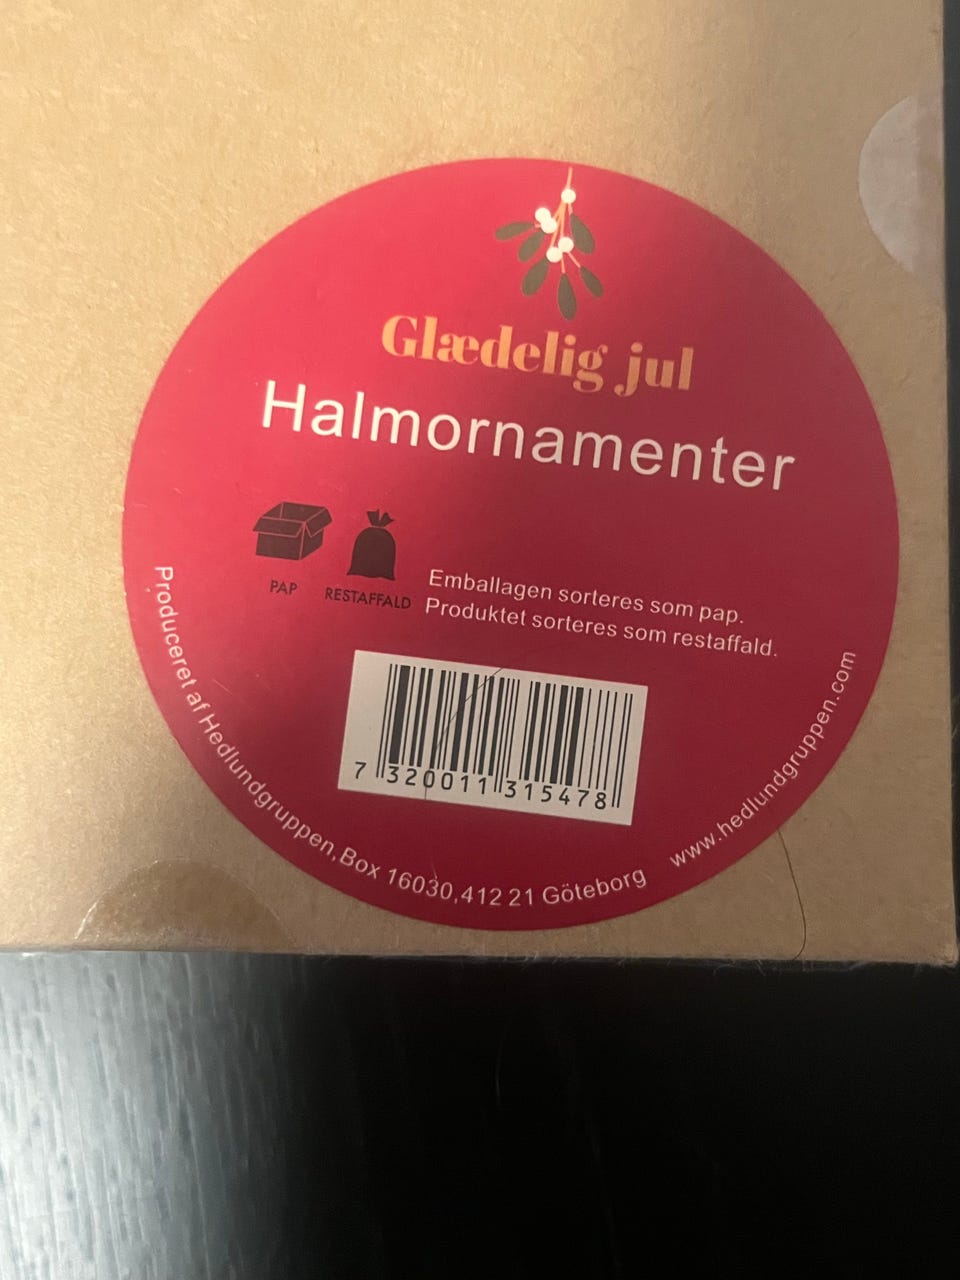 Glædelig jul
Halmornamenter
PAP
RESTAFFALD
Emballagen sorteres som pap.
Produktet sorteres som restaffald.
7 320011 315478
Produceret af Hedlundgruppen, Box 16030, 412 21 Göteborg
www.hedlundgruppen.com